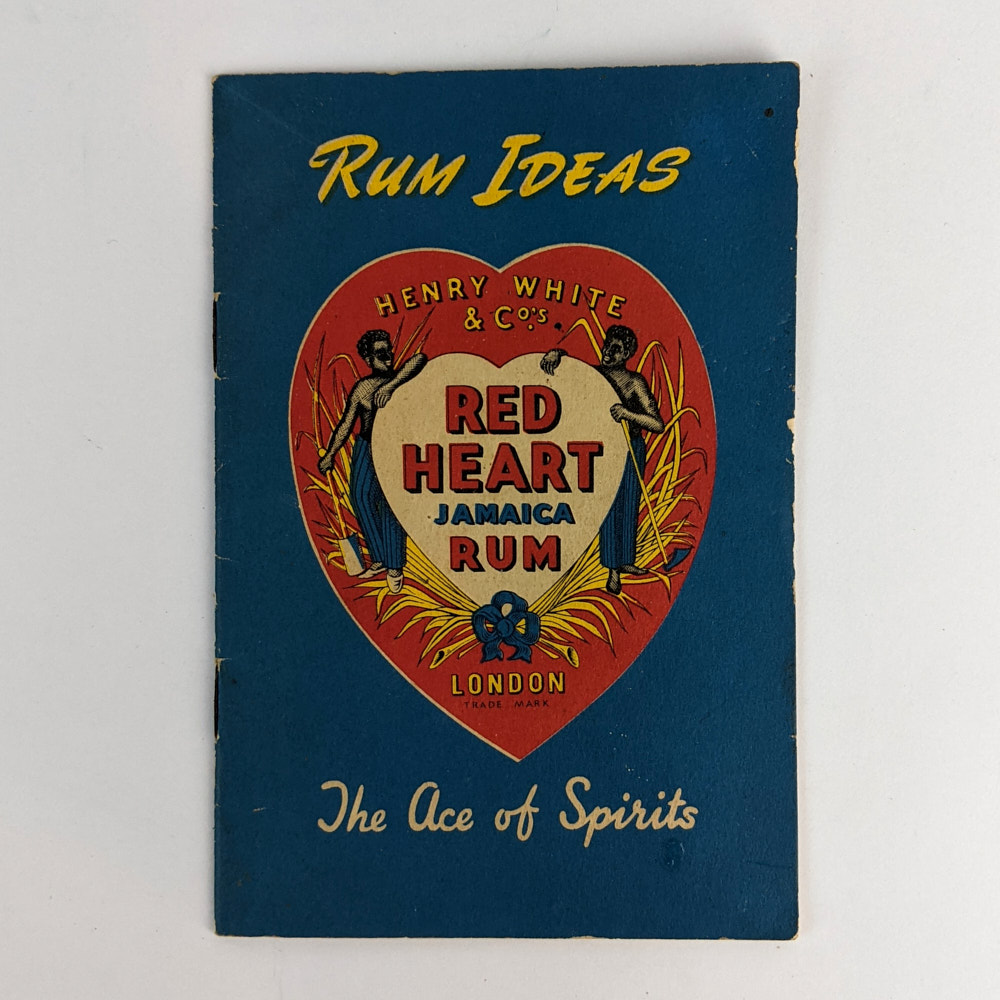 RUM IDEAS
HENRY WHITE
& Co's.
RED
HEART
JAMAICA
RUM
LONDON
TRADE MARK
The Ace of Spirits